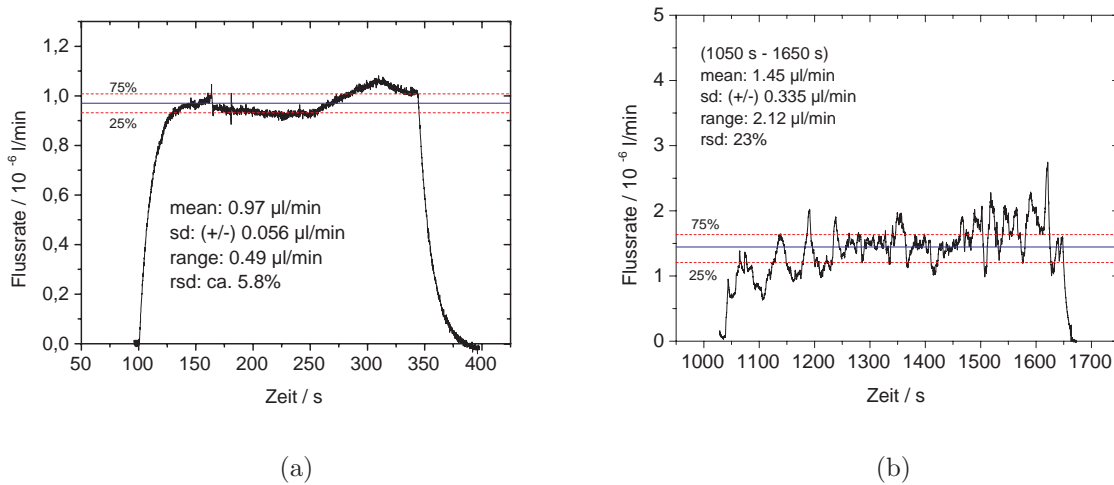 1,2
1,0
0,8
0,6
0,4
0,2
0,0
50 100 150 200 250 300 350 400
Flussrate / 10 -6 l/min
Zeit / s
75%
25%
mean: 0.97 µl/min
sd: (+/-) 0.056 µl/min
range: 0.49 µl/min
rsd: ca. 5.8%
(a)
5
4
3
2
1
0
1000 1100 1200 1300 1400 1500 1600 1700
Flussrate / 10 -6 l/min
Zeit / s
(1050 s - 1650 s)
mean: 1.45 µl/min
sd: (+/-) 0.335 µl/min
range: 2.12 µl/min
rsd: 23%
75%
25%
(b)